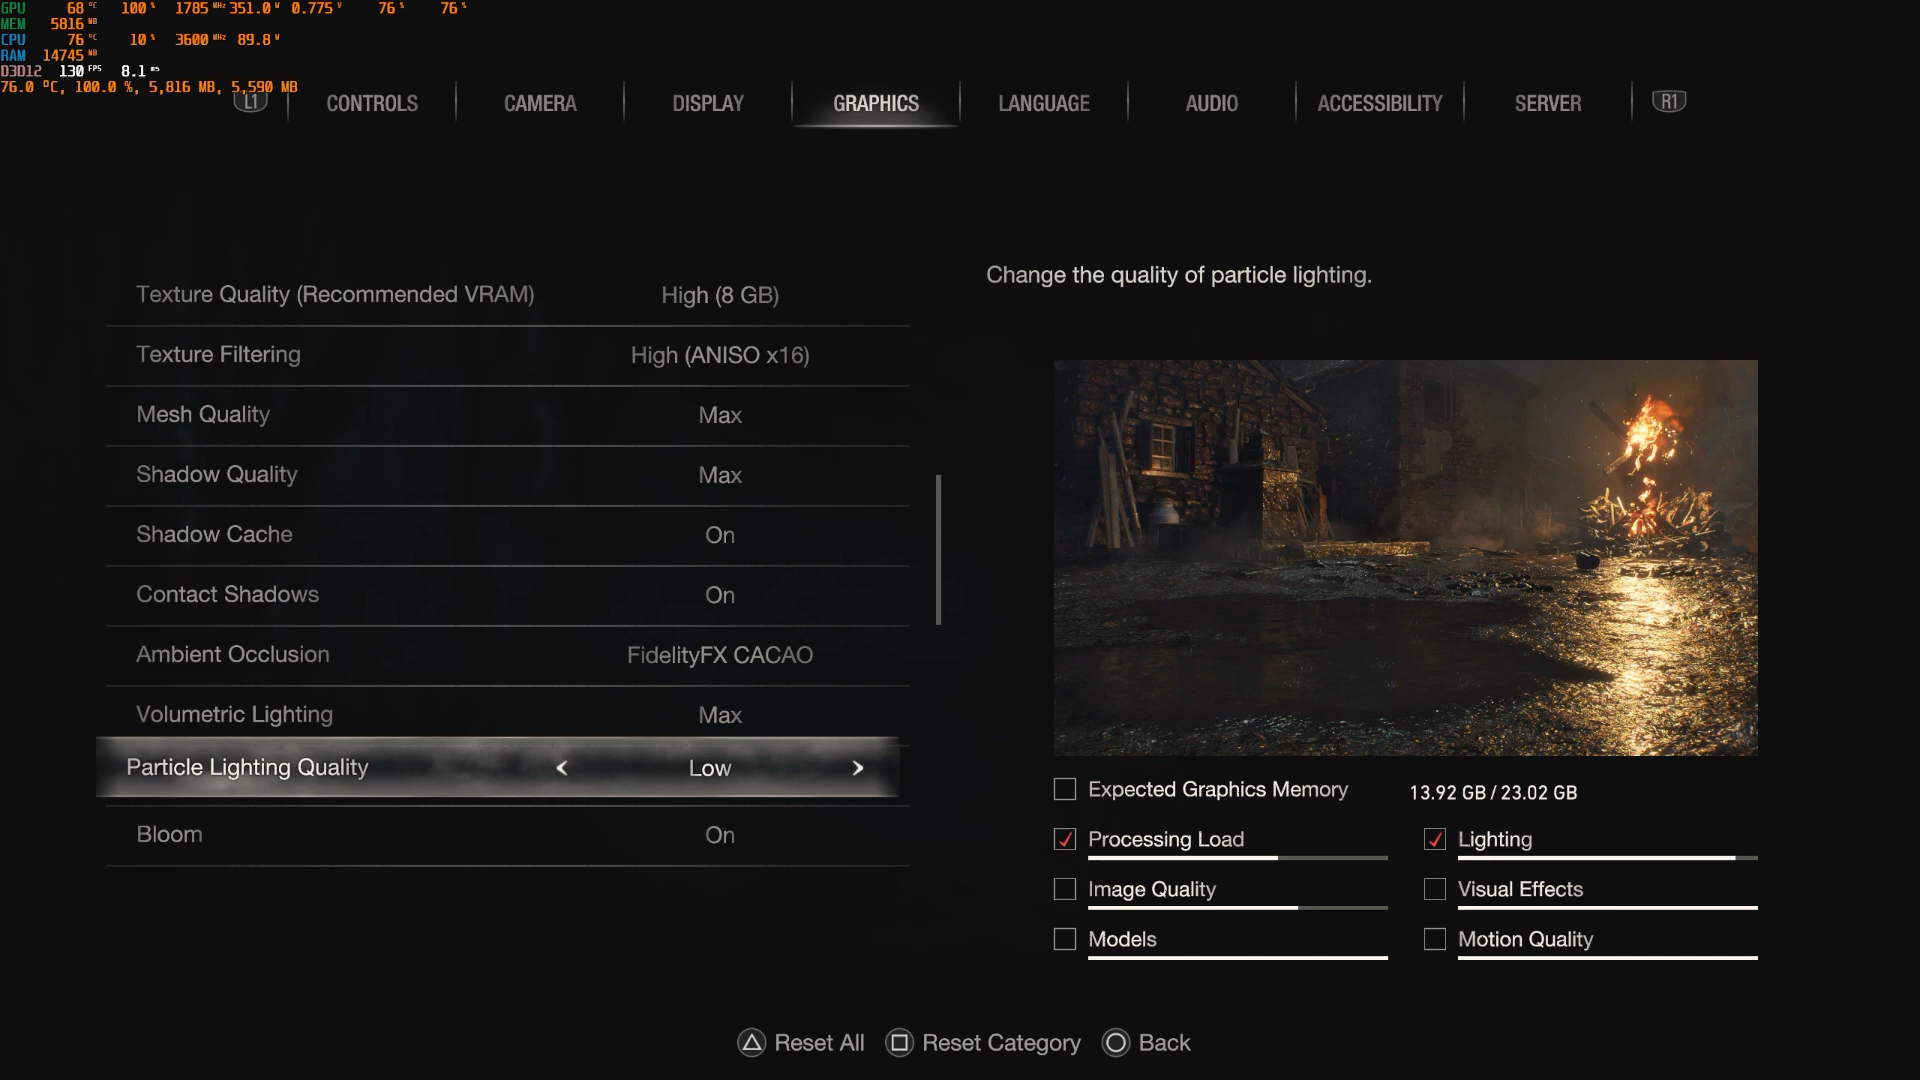 GPU 68 °C 100 % 1785 MHz 351.0 W 0.775 V 76 % 76 %
MEM 5816 MB
CPU 76 °C 10 % 3600 MHz 89.8 W
RAM 14745 MB
D3D12 130 FPS 8.1 ms
76.0 °C, 100.0 %, 5,816 MB, 5,590 MB
L1 CONTROLS CAMERA DISPLAY GRAPHICS LANGUAGE AUDIO ACCESSIBILITY SERVER R1
Texture Quality (Recommended VRAM) High (8 GB)
Texture Filtering High (ANISO x16)
Mesh Quality Max
Shadow Quality Max
Shadow Cache On
Contact Shadows On
Ambient Occlusion FidelityFX CACAO
Volumetric Lighting Max
Particle Lighting Quality < Low >
Bloom On
Change the quality of particle lighting.
Expected Graphics Memory 13.92 GB / 23.02 GB
Processing Load Lighting
Image Quality Visual Effects
Models Motion Quality
Reset All Reset Category Back